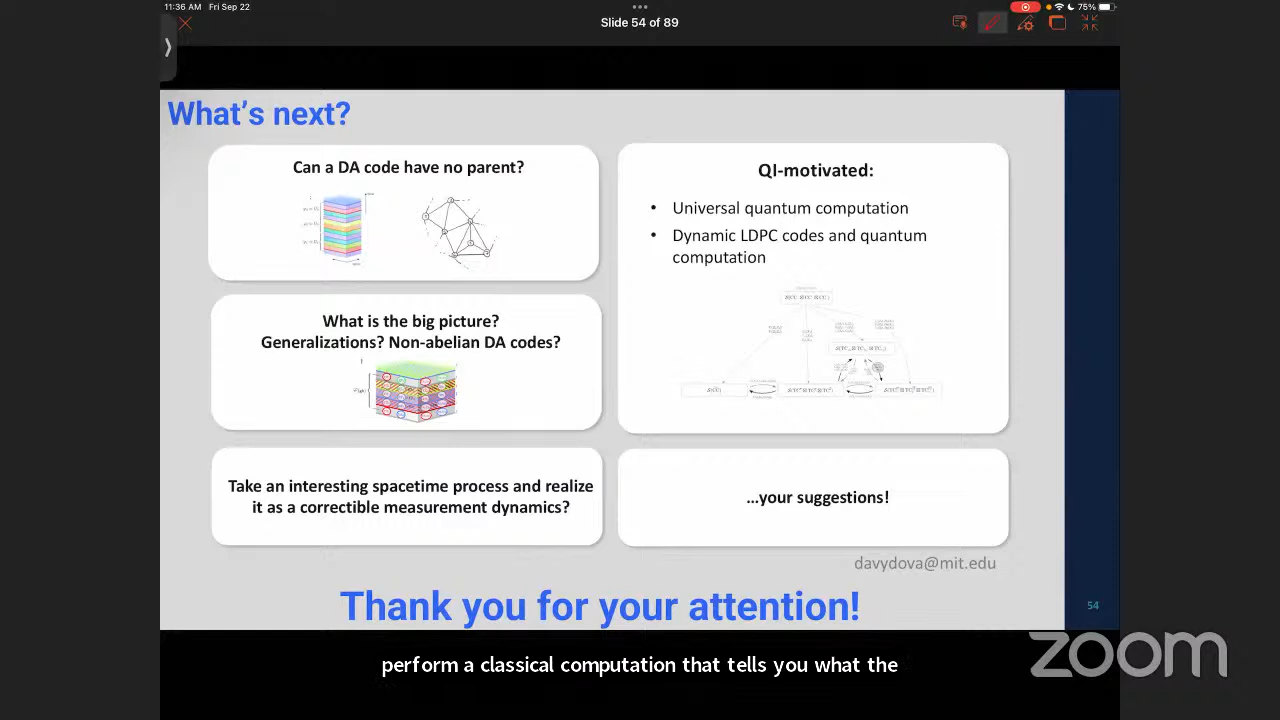 11:36 AM Fri Sep 22
75%
Slide 54 of 89
What's next?
Can a DA code have no parent?
What is the big picture?
Generalizations? Non-abelian DA codes?
Take an interesting spacetime process and realize
it as a correctible measurement dynamics?
QI-motivated:
• Universal quantum computation
• Dynamic LDPC codes and quantum
computation
...your suggestions!
davydova@mit.edu
Thank you for your attention!
54
perform a classical computation that tells you what the
zoom